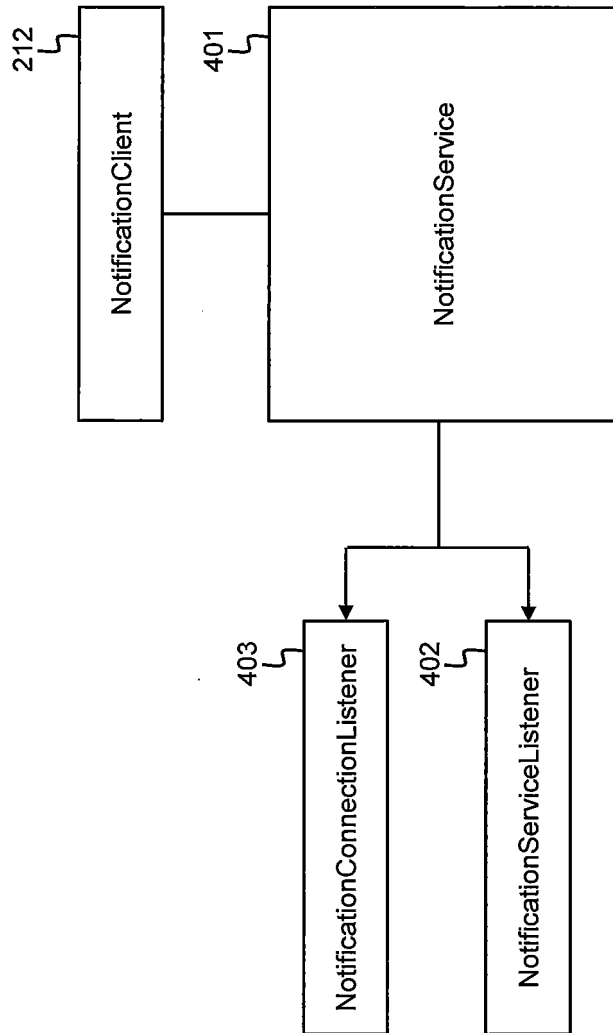 NotificationClient
212
NotificationService
401
NotificationConnectionListener
403
NotificationServiceListener
402